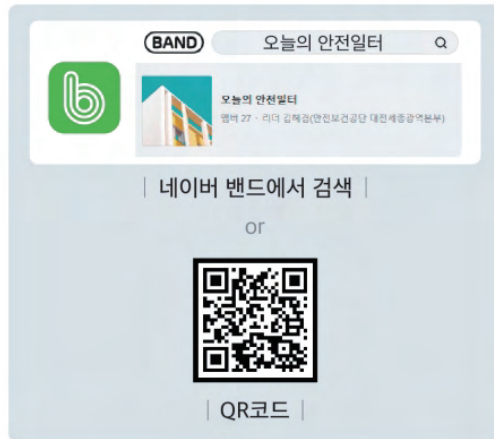 BAND 오늘의 안전일터
오늘의 안전일터
멤버 27 · 리더 김혜경(안전보건공단 대전세종광역본부)
| 네이버 밴드에서 검색 |
or
| QR코드 |